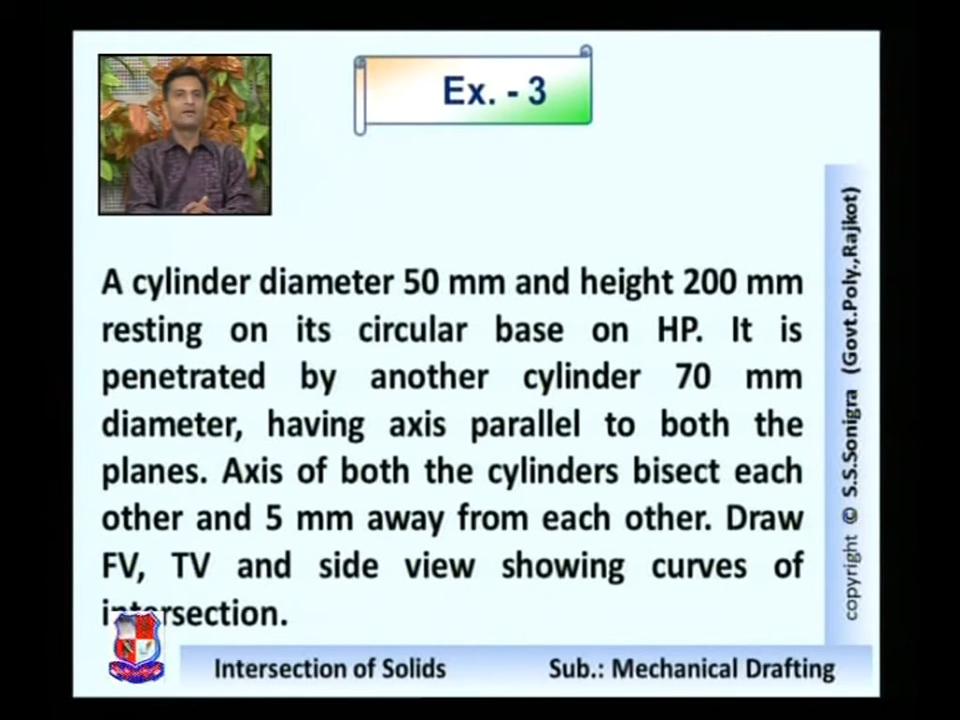 Ex. - 3
A cylinder diameter 50 mm and height 200 mm
resting on its circular base on HP. It is
penetrated by another cylinder 70 mm
diameter, having axis parallel to both the
planes. Axis of both the cylinders bisect each
other and 5 mm away from each other. Draw
FV, TV and side view showing curves of
intersection.
copyright © S.S.Sonigra (Govt.Poly.,Rajkot)
Intersection of Solids Sub.: Mechanical Drafting